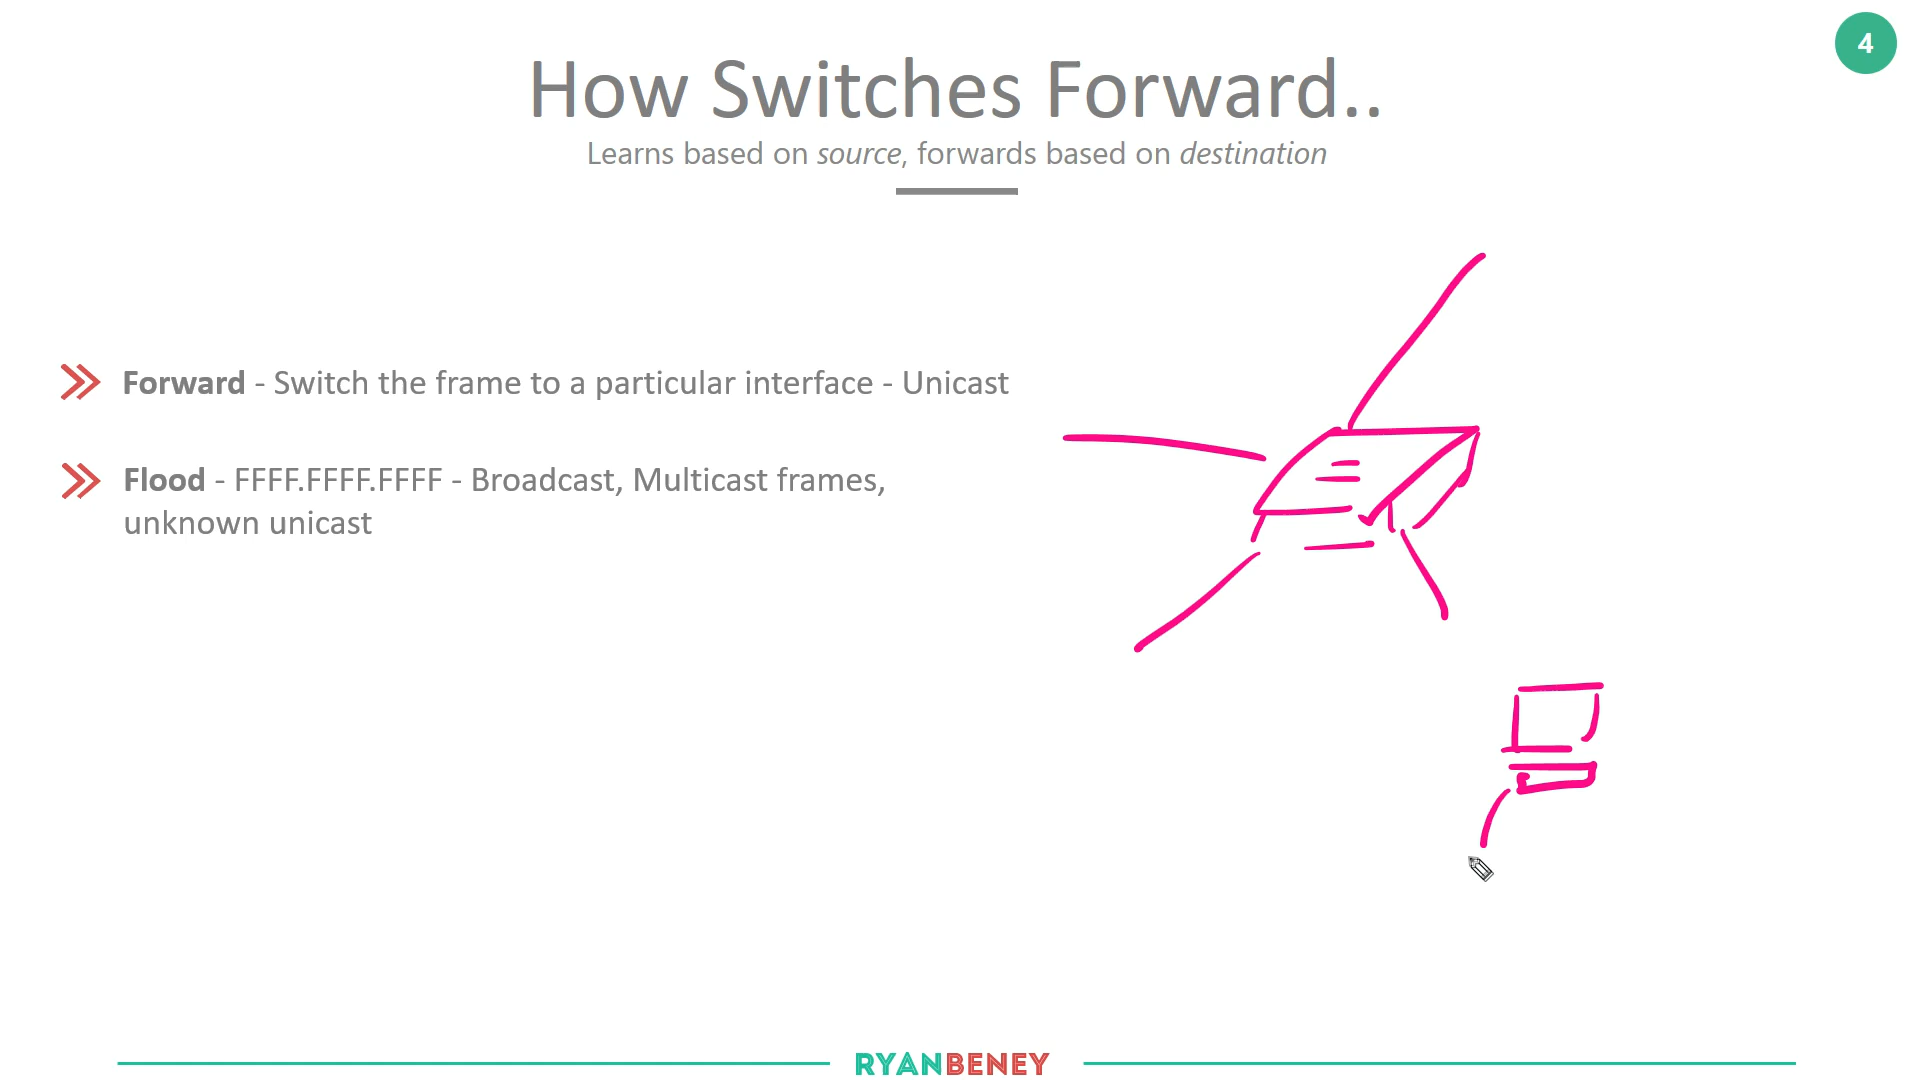 4
How Switches Forward..
Learns based on source, forwards based on destination
Forward - Switch the frame to a particular interface - Unicast
Flood - FFFF.FFFF.FFFF - Broadcast, Multicast frames,
unknown unicast
RYANBENEY